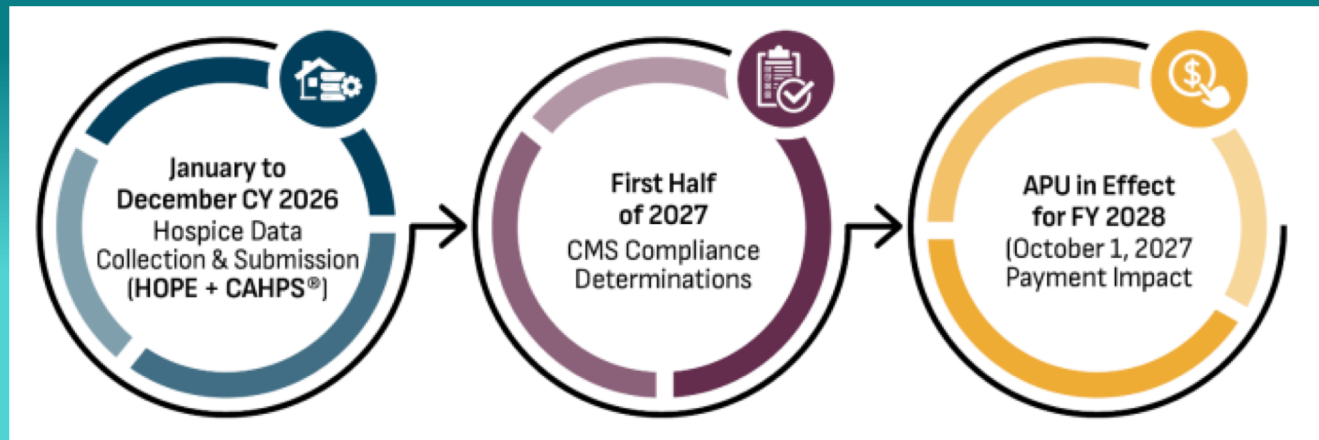 January to
December CY 2026
Hospice Data
Collection & Submission
(HOPE + CAHPS®)
First Half
of 2027
CMS Compliance
Determinations
$
APU in Effect
for FY 2028
(October 1, 2027
Payment Impact